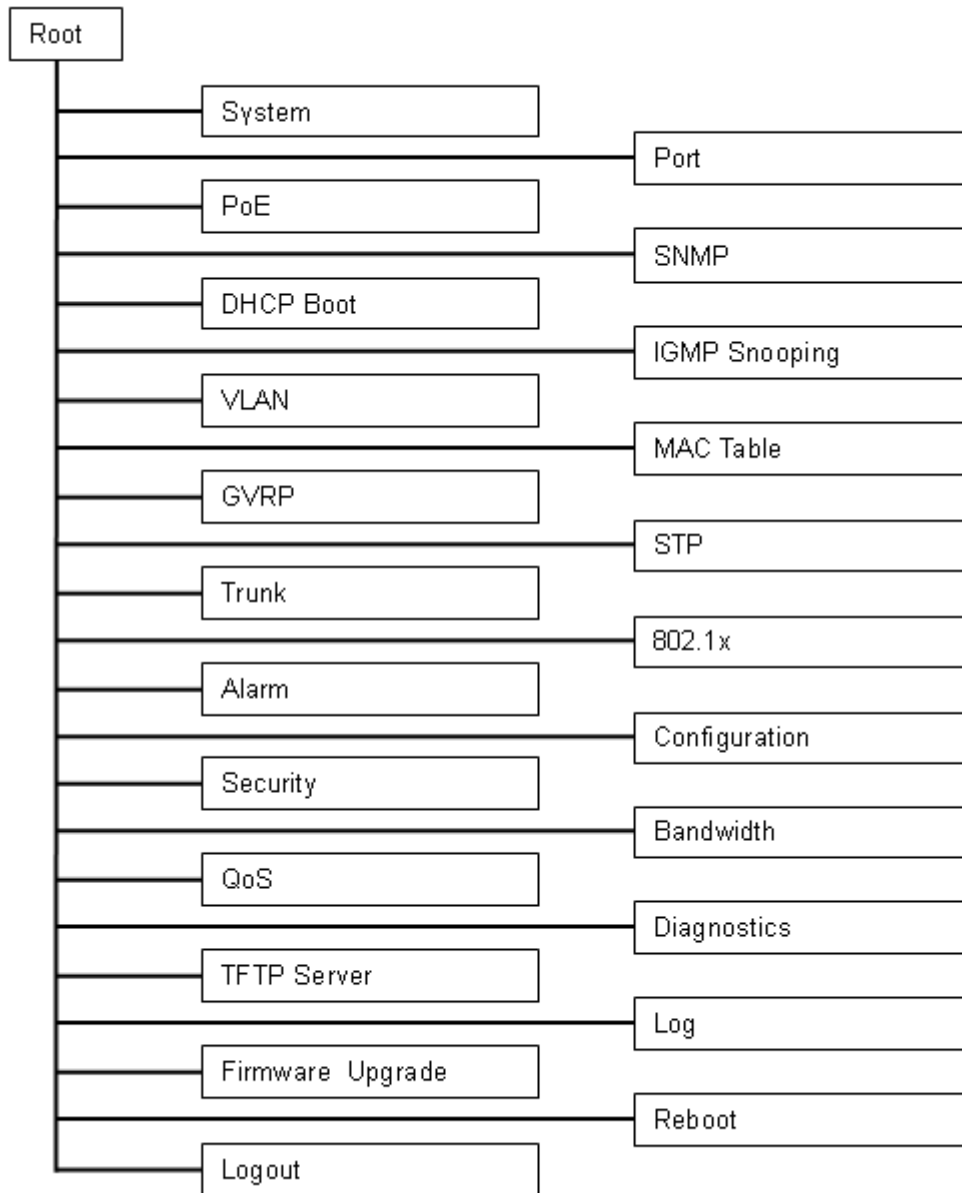 Root
System
Port
PoE
SNMP
DHCP Boot
IGMP Snooping
VLAN
MAC Table
GVRP
STP
Trunk
802.1x
Alarm
Configuration
Security
Bandwidth
QoS
Diagnostics
TFTP Server
Log
Firmware Upgrade
Reboot
Logout